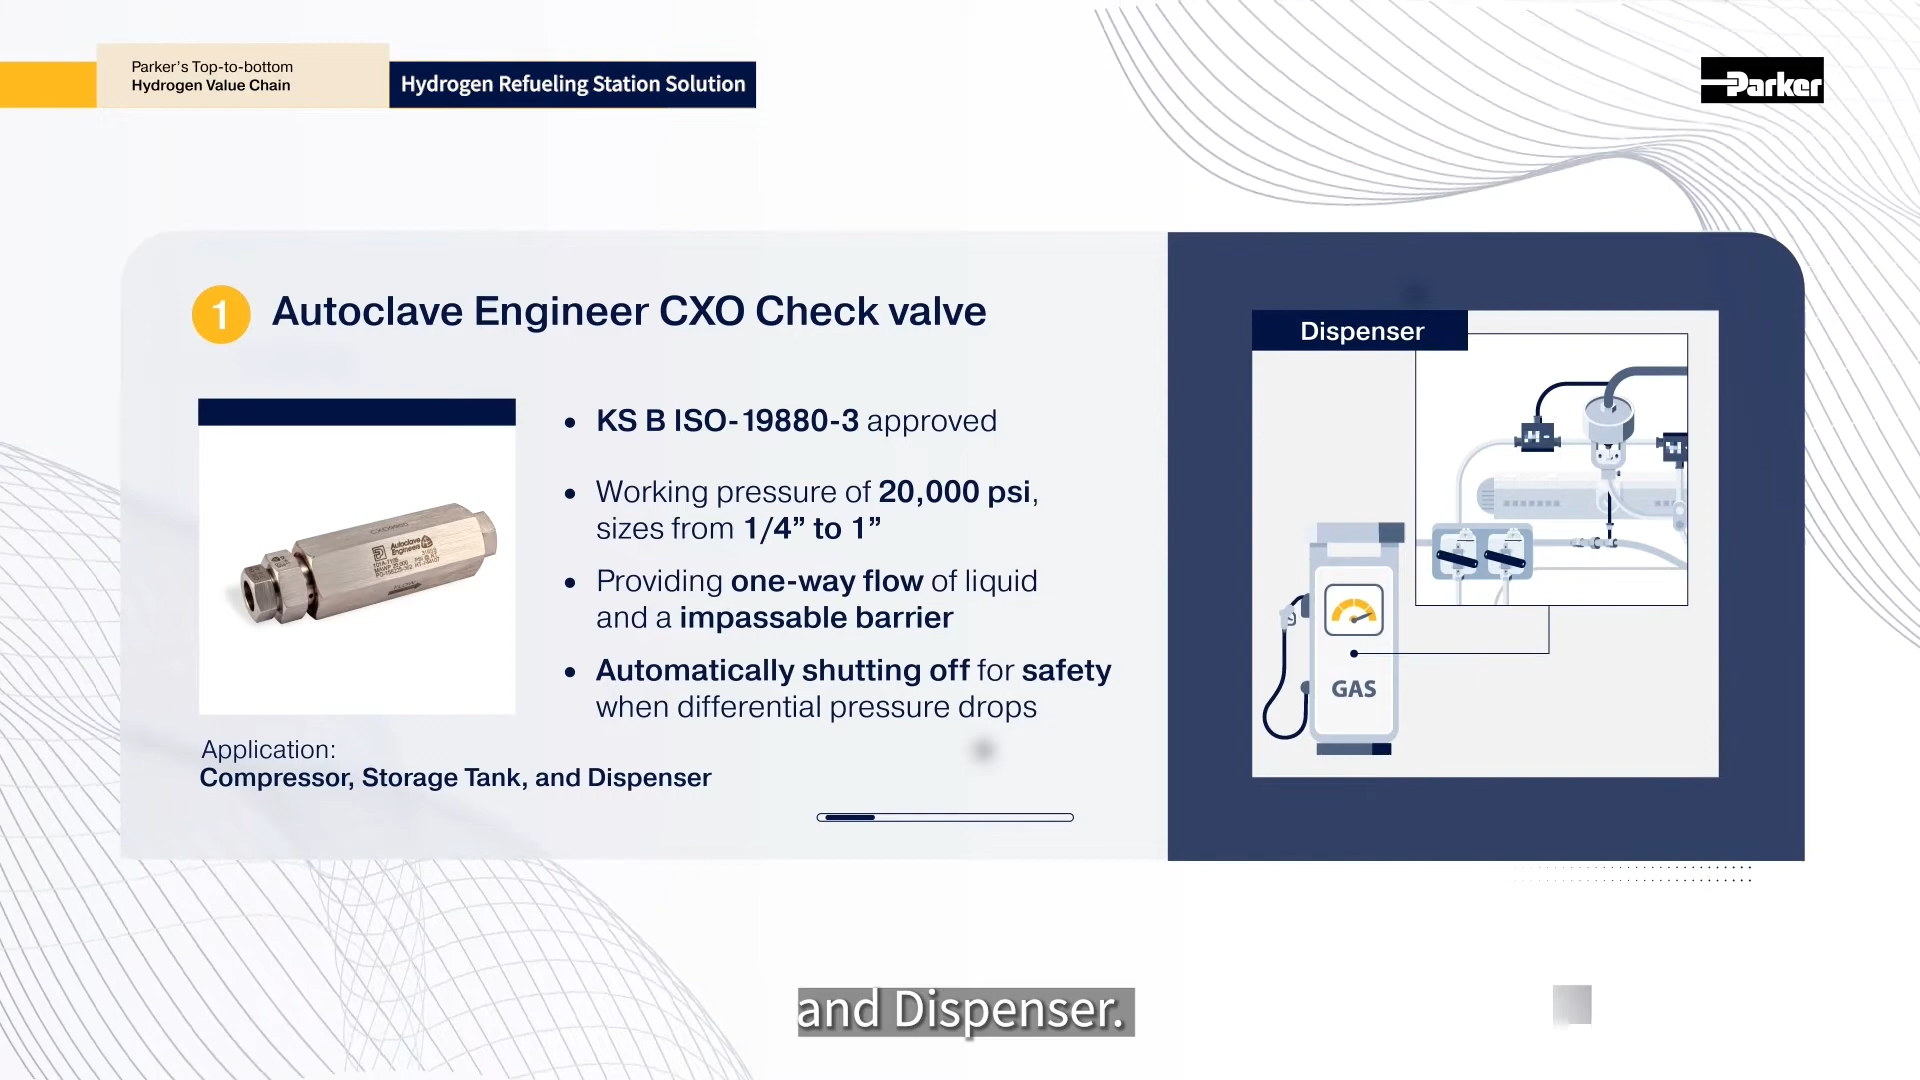 Parker's Top-to-bottom
Hydrogen Value Chain
Hydrogen Refueling Station Solution
Parker
1
Autoclave Engineer CXO Check valve
CXO9900
Autoclave
Engineers
• KS B ISO-19880-3 approved
• Working pressure of 20,000 psi,
sizes from 1/4” to 1”
• Providing one-way flow of liquid
and a impassable barrier
• Automatically shutting off for safety
when differential pressure drops
Application:
Compressor, Storage Tank, and Dispenser
Dispenser
GAS
and Dispenser.